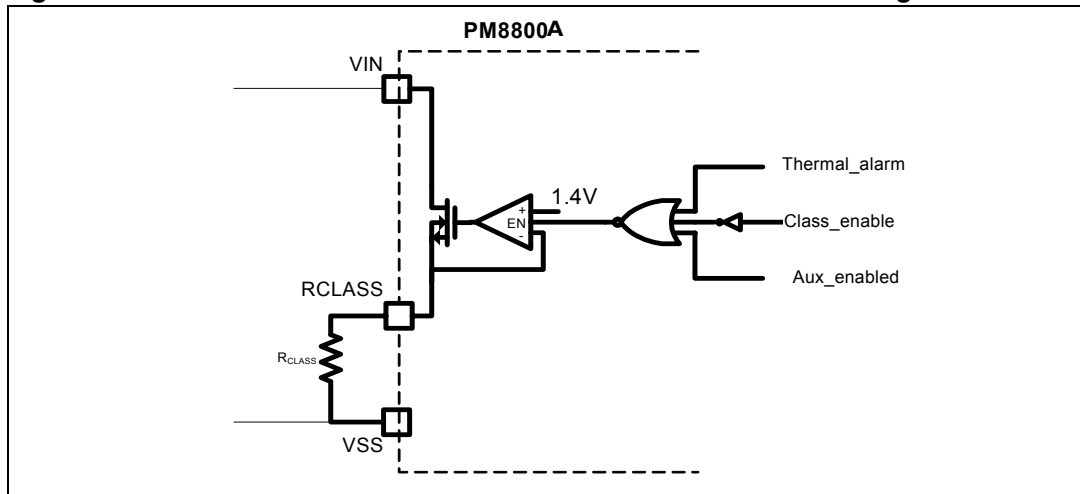 PM8800A
VIN
Thermal_alarm
1.4V
+
EN
-
Class_enable
Aux_enabled
RCLASS
RCLASS
VSS